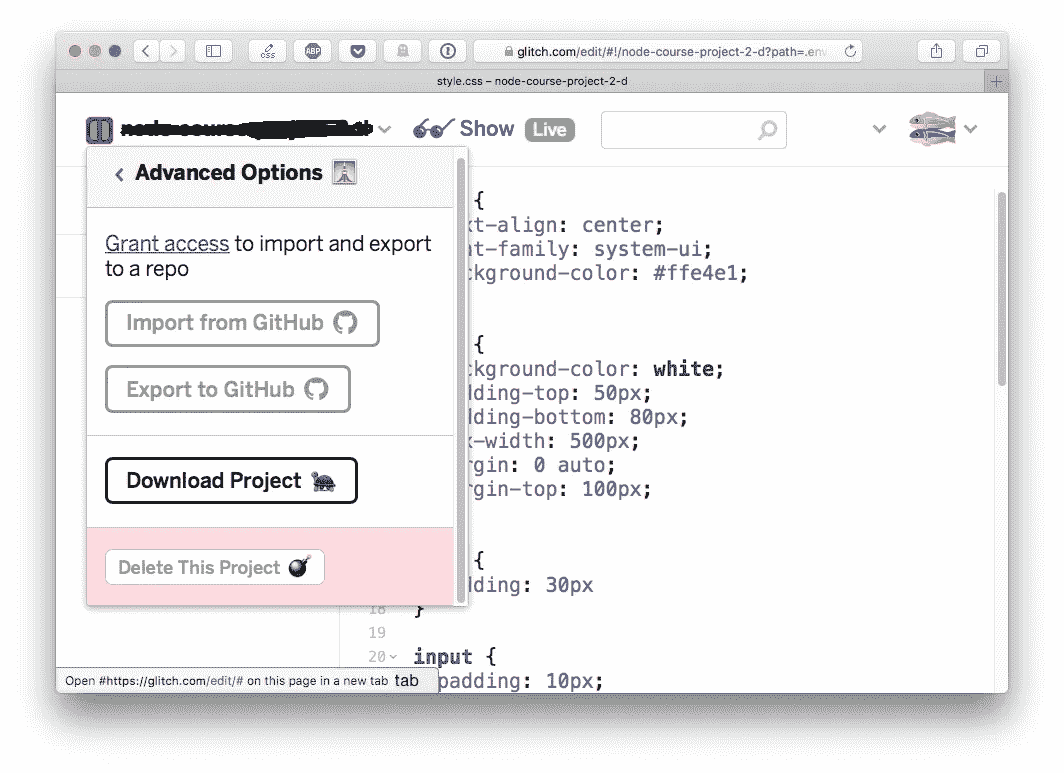 css
ABP
glitch.com/edit/#!/node-course-project-2-d?path=.env
style.css – node-course-project-2-d
Show Live
Advanced Options
Grant access to import and export
to a repo
Import from GitHub
Export to GitHub
Download Project
Delete This Project
{
xt-align: center;
nt-family: system-ui;
ckground-color: #ffe4e1;
{
ckground-color: white;
dding-top: 50px;
dding-bottom: 80px;
x-width: 500px;
rgin: 0 auto;
rgin-top: 100px;
{
dding: 30px
18 }
19
20 input {
padding: 10px;
Open #https://glitch.com/edit/# on this page in a new tab tab